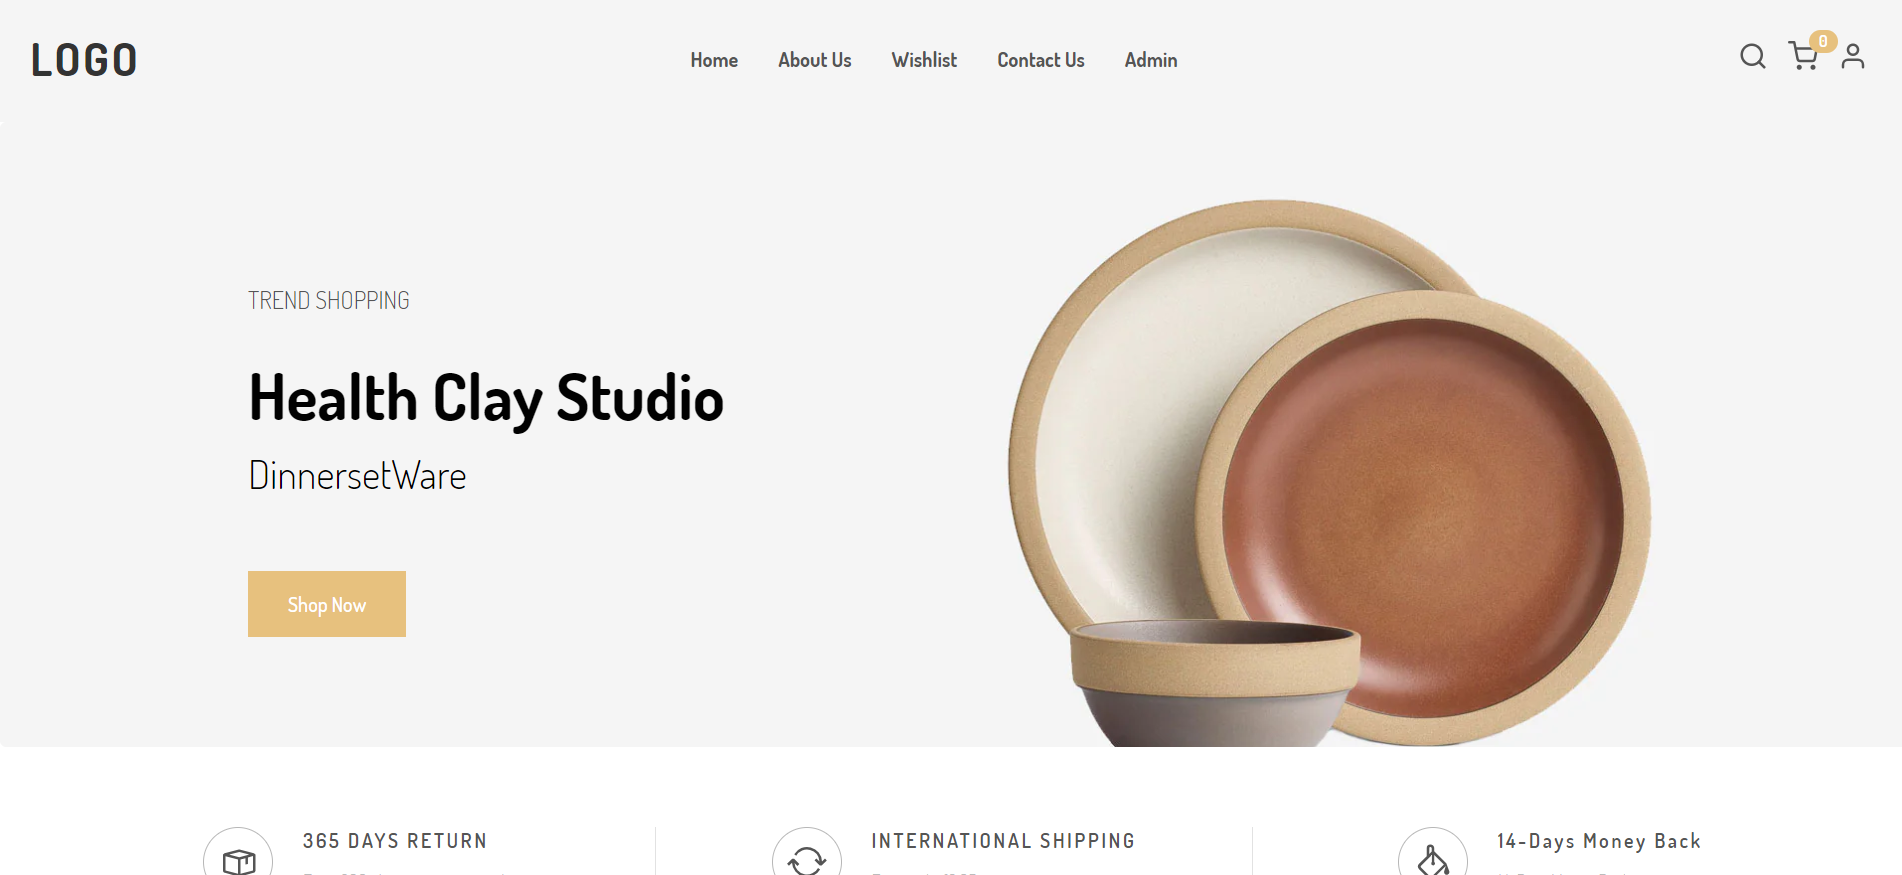 LOGO
Home About Us Wishlist Contact Us Admin
0
TREND SHOPPING
Health Clay Studio
DinnersetWare
Shop Now
365 DAYS RETURN
INTERNATIONAL SHIPPING
14-Days Money Back